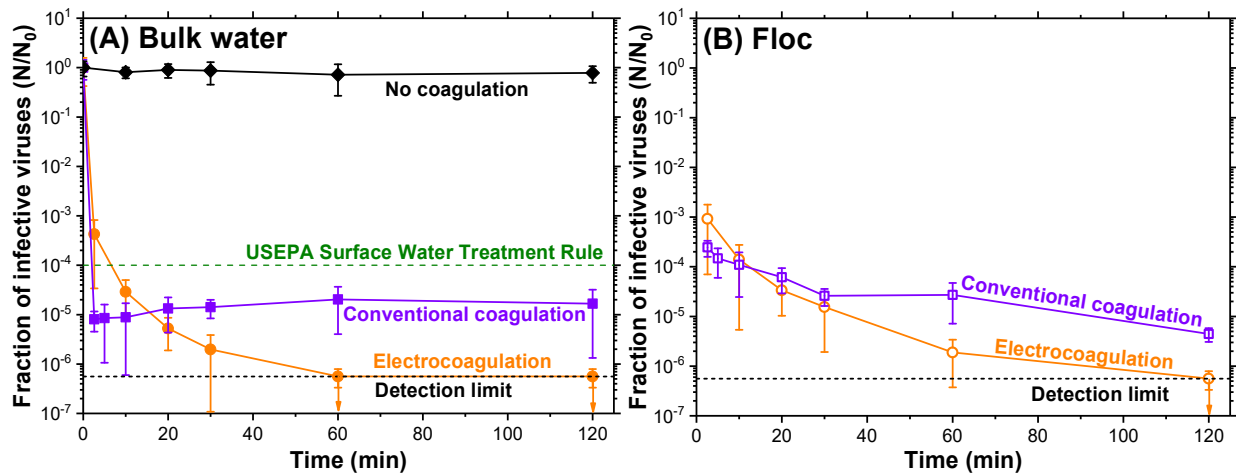 (A) Bulk water
Fraction of infective viruses (N/N₀)
10¹
10⁰
10⁻¹
10⁻²
10⁻³
10⁻⁴
10⁻⁵
10⁻⁶
10⁻⁷
No coagulation
USEPA Surface Water Treatment Rule
Conventional coagulation
Electrocoagulation
Detection limit
0 20 40 60 80 100 120
Time (min)
(B) Floc
Fraction of infective viruses (N/N₀)
10¹
10⁰
10⁻¹
10⁻²
10⁻³
10⁻⁴
10⁻⁵
10⁻⁶
10⁻⁷
Conventional coagulation
Electrocoagulation
Detection limit
0 20 40 60 80 100 120
Time (min)